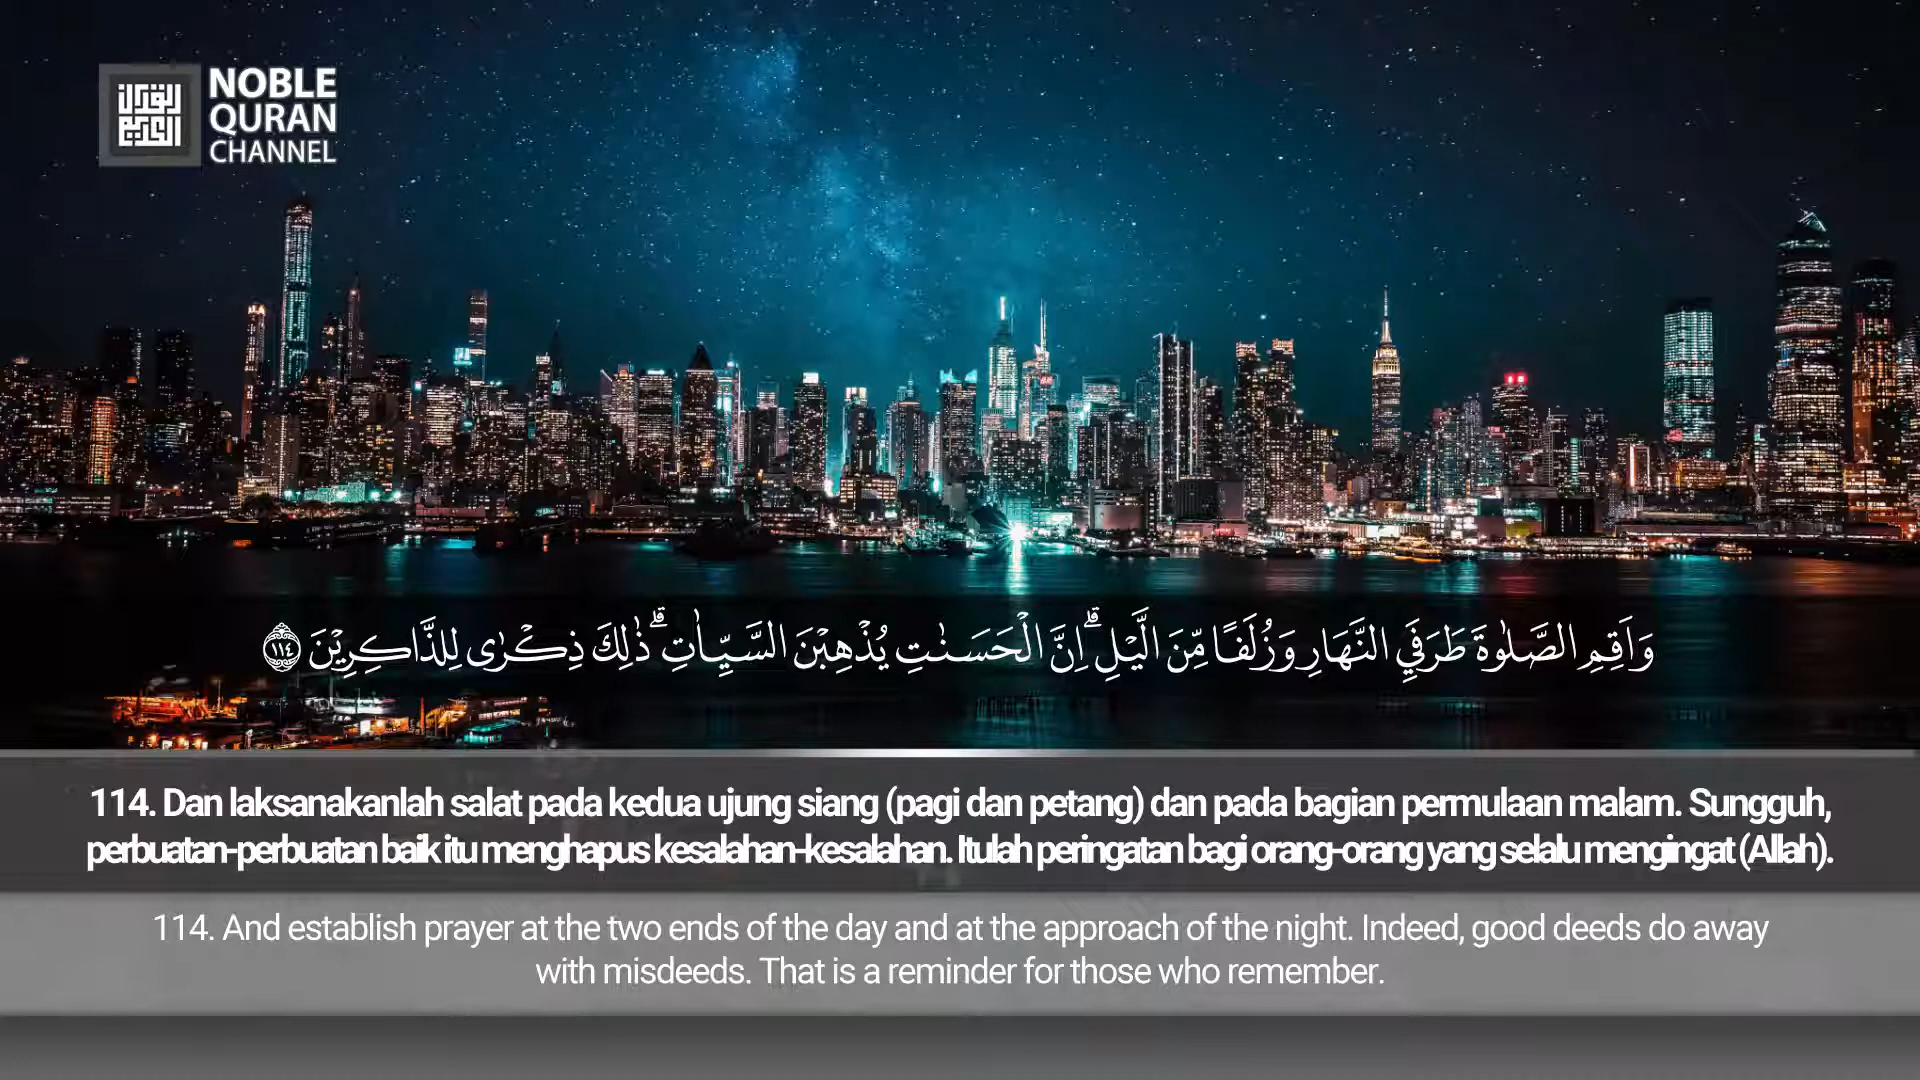 القرآن
الكريم
NOBLE
QURAN
CHANNEL
وَاَقِمِ الصَّلٰوةَ طَرَفَيِ النَّهَارِ وَزُلَفًا مِّنَ الَّيْلِ ۗاِنَّ الْحَسَنٰتِ يُذْهِبْنَ السَّيِّاٰتِ ۗذٰلِكَ ذِكْرٰى لِلذَّاكِرِيْنَ ١١٤
114. Dan laksanakanlah salat pada kedua ujung siang (pagi dan petang) dan pada bagian permulaan malam. Sungguh,
perbuatan-perbuatan baik itu menghapus kesalahan-kesalahan. Itulah peringatan bagi orang-orang yang selalu mengingat (Allah).
114. And establish prayer at the two ends of the day and at the approach of the night. Indeed, good deeds do away
with misdeeds. That is a reminder for those who remember.